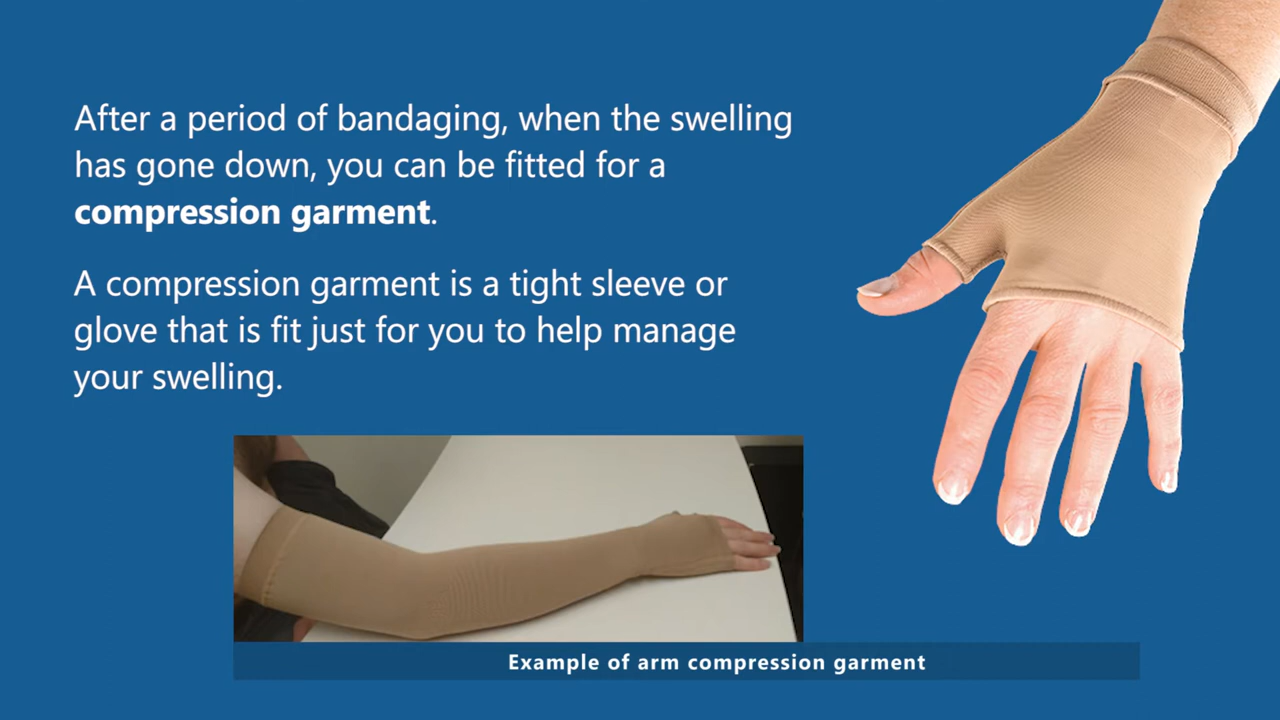 After a period of bandaging, when the swelling
has gone down, you can be fitted for a
compression garment.
A compression garment is a tight sleeve or
glove that is fit just for you to help manage
your swelling.
Example of arm compression garment